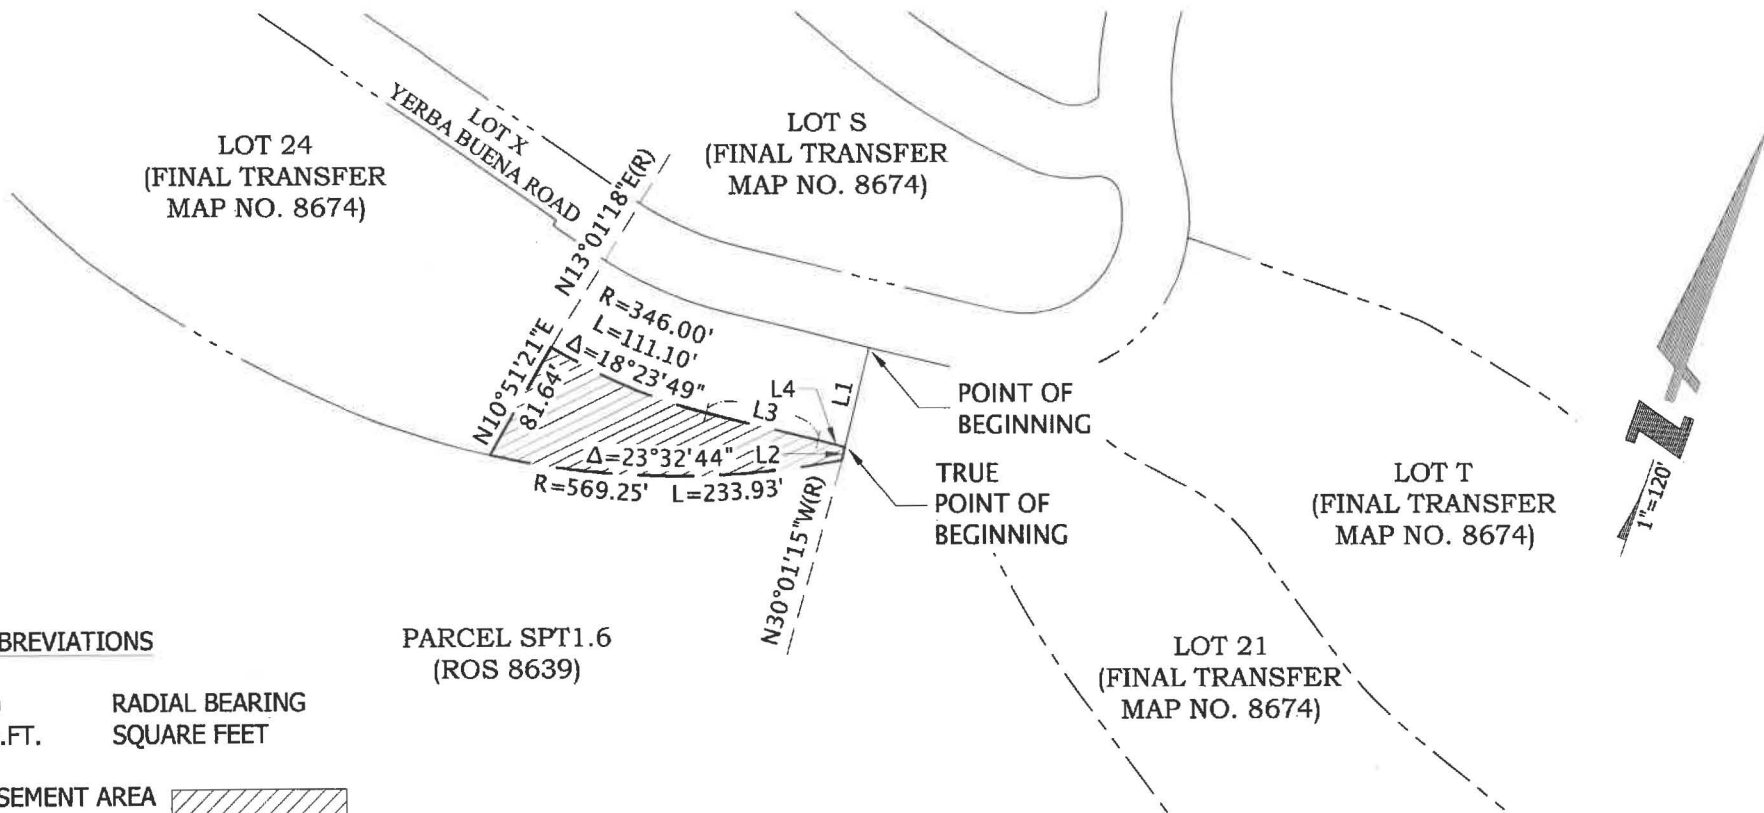 LOT 24
(FINAL TRANSFER
MAP NO. 8674)
YERBA BUENA ROAD
LOT X
LOT S
(FINAL TRANSFER
MAP NO. 8674)
N13°01'18"E(R)
R=346.00'
L=111.10'
Δ=18°23'49"
N10°51'21"E
81.64'
L4
L3
L1
L2
Δ=23°32'44"
R=569.25' L=233.93'
POINT OF
BEGINNING
TRUE
POINT OF
BEGINNING
N30°01'15"W(R)
LOT T
(FINAL TRANSFER
MAP NO. 8674)
N
1"=120'
LOT 21
(FINAL TRANSFER
MAP NO. 8674)
PARCEL SPT1.6
(ROS 8639)
BREVIATIONS
) RADIAL BEARING
.FT. SQUARE FEET
SEMENT AREA